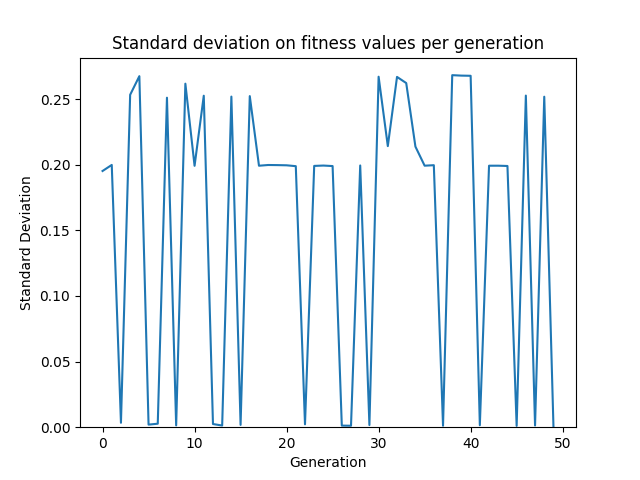 Standard deviation on fitness values per generation
Standard Deviation
0.25
0.20
0.15
0.10
0.05
0.00
0 10 20 30 40 50
Generation